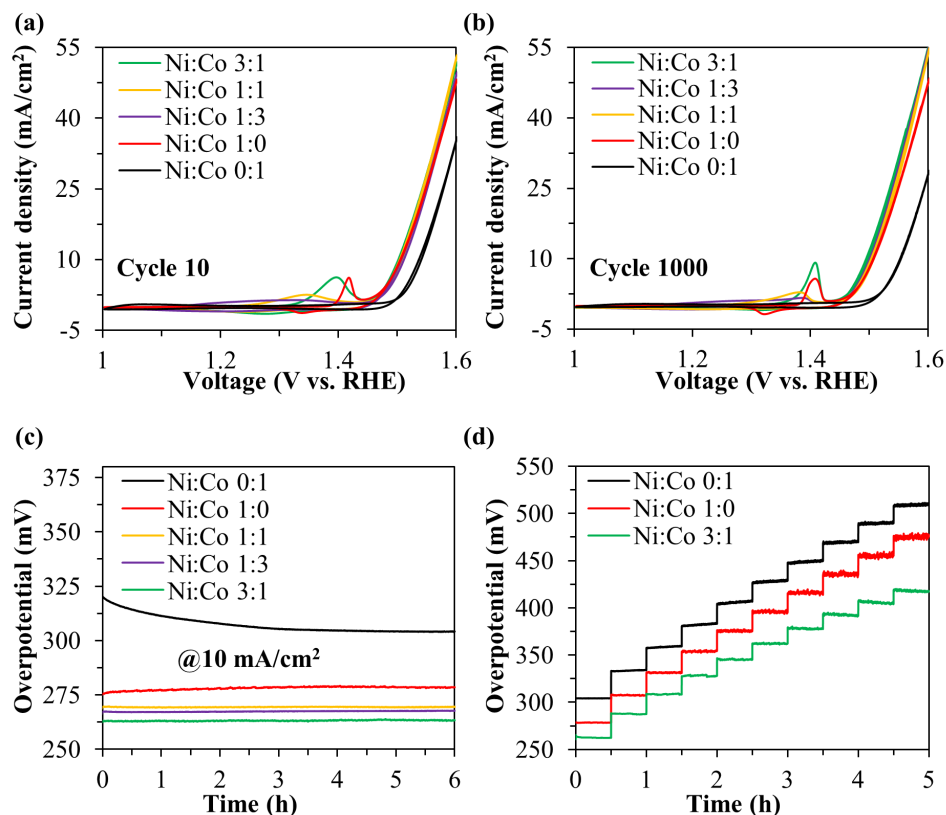 (a)
Current density (mA/cm²)
55
40
25
10
-5
Ni:Co 3:1
Ni:Co 1:1
Ni:Co 1:3
Ni:Co 1:0
Ni:Co 0:1
Cycle 10
1
1.2
1.4
1.6
Voltage (V vs. RHE)
(b)
Current density (mA/cm²)
55
40
25
10
-5
Ni:Co 3:1
Ni:Co 1:3
Ni:Co 1:1
Ni:Co 1:0
Ni:Co 0:1
Cycle 1000
1
1.2
1.4
1.6
Voltage (V vs. RHE)
(c)
Overpotential (mV)
375
350
325
300
275
250
Ni:Co 0:1
Ni:Co 1:0
Ni:Co 1:1
Ni:Co 1:3
Ni:Co 3:1
@10 mA/cm²
0
1
2
3
4
5
6
Time (h)
(d)
Overpotential (mV)
550
500
450
400
350
300
250
Ni:Co 0:1
Ni:Co 1:0
Ni:Co 3:1
0
1
2
3
4
5
Time (h)